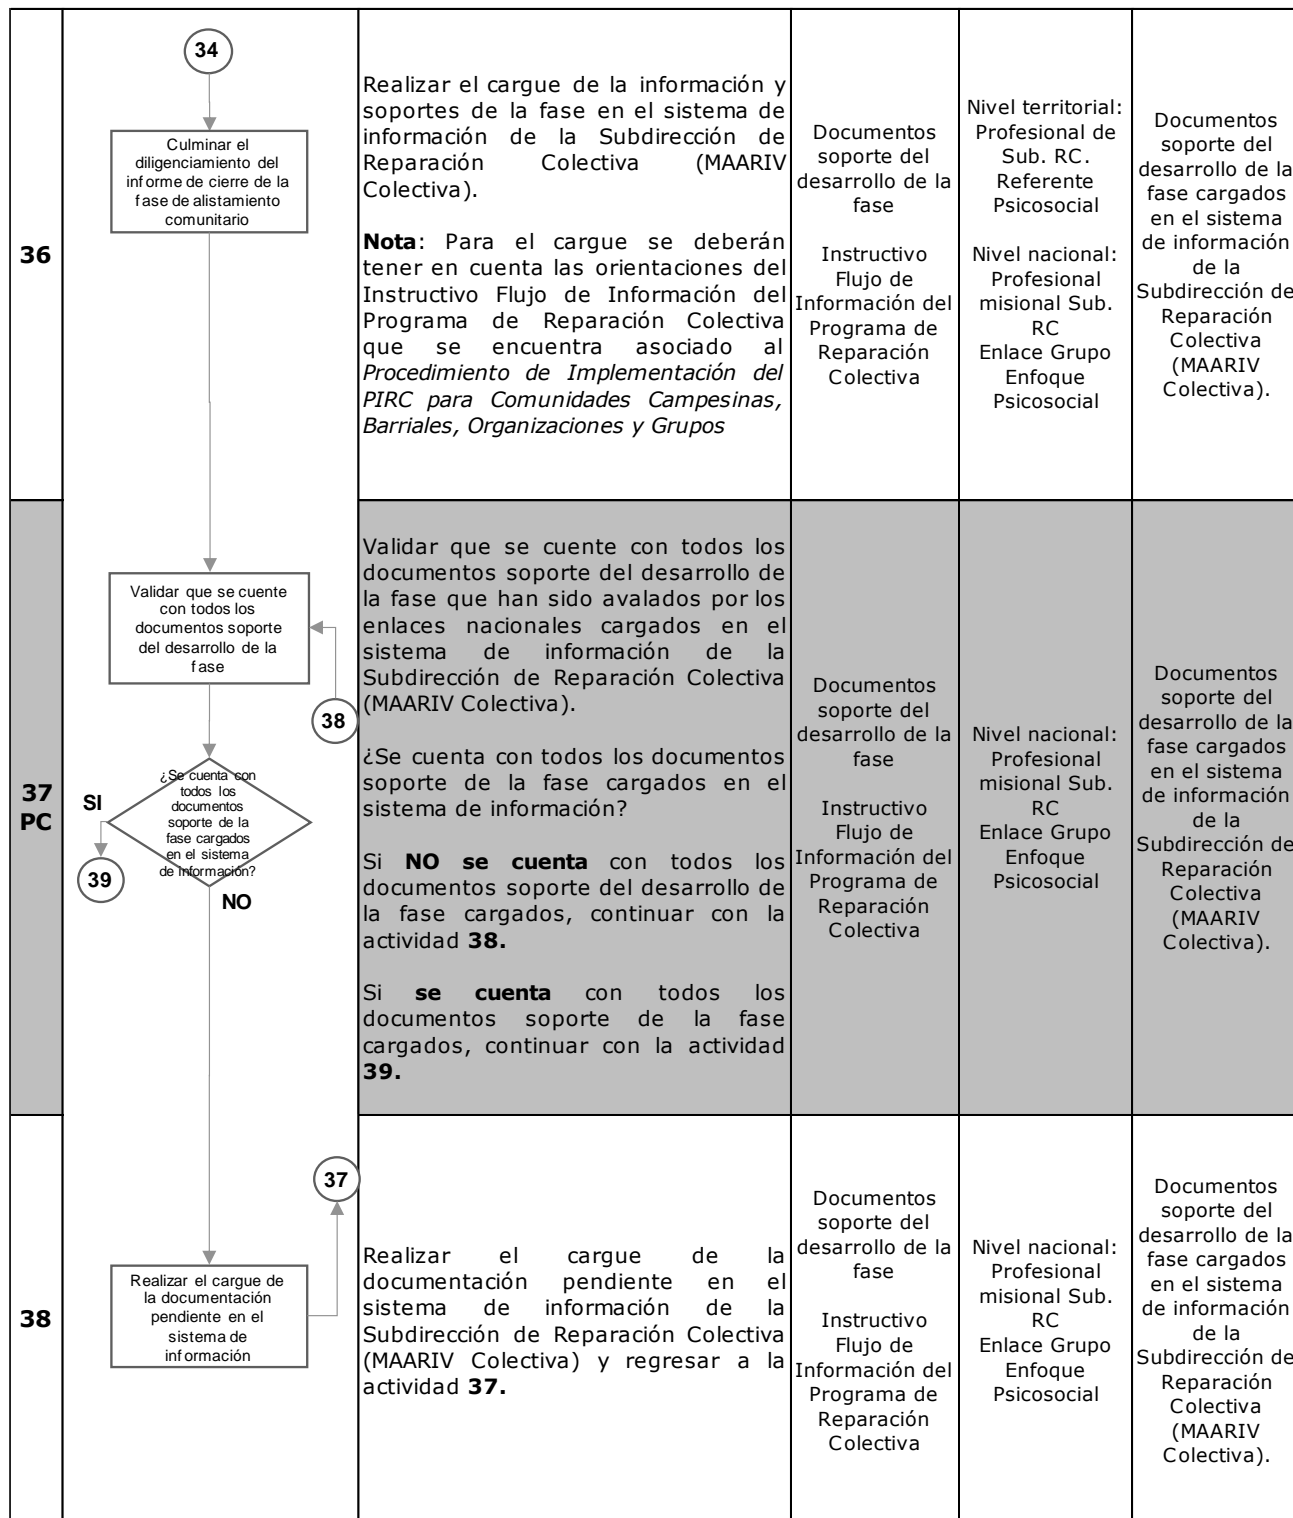 36
34
Culminar el
diligenciamiento del
informe de cierre de la
fase de alistamiento
comunitario
Realizar el cargue de la información y
soportes de la fase en el sistema de
información de la Subdirección de
Reparación Colectiva (MAARIV
Colectiva).
Nota: Para el cargue se deberán
tener en cuenta las orientaciones del
Instructivo Flujo de Información del
Programa de Reparación Colectiva
que se encuentra asociado al
Procedimiento de Implementación del
PIRC para Comunidades Campesinas,
Barriales, Organizaciones y Grupos
Documentos
soporte del
desarrollo de la
fase
Instructivo
Flujo de
Información del
Programa de
Reparación
Colectiva
Nivel territorial:
Profesional de
Sub. RC.
Referente
Psicosocial
Nivel nacional:
Profesional
misional Sub.
RC
Enlace Grupo
Enfoque
Psicosocial
Documentos
soporte del
desarrollo de la
fase cargados
en el sistema
de información
de la
Subdirección de
Reparación
Colectiva
(MAARIV
Colectiva).
37
PC
Validar que se cuente
con todos los
documentos soporte
del desarrollo de la
fase
38
¿Se cuenta con
todos los
documentos
soporte de la
fase cargados
en el sistema
de información?
SI
39
NO
Validar que se cuente con todos los
documentos soporte del desarrollo de
la fase que han sido avalados por los
enlaces nacionales cargados en el
sistema de información de la
Subdirección de Reparación Colectiva
(MAARIV Colectiva).
¿Se cuenta con todos los documentos
soporte de la fase cargados en el
sistema de información?
Si NO se cuenta con todos los
documentos soporte del desarrollo de
la fase cargados, continuar con la
actividad 38.
Si se cuenta con todos los
documentos soporte de la fase
cargados, continuar con la actividad
39.
Documentos
soporte del
desarrollo de la
fase
Instructivo
Flujo de
Información del
Programa de
Reparación
Colectiva
Nivel nacional:
Profesional
misional Sub.
RC
Enlace Grupo
Enfoque
Psicosocial
Documentos
soporte del
desarrollo de la
fase cargados
en el sistema
de información
de la
Subdirección de
Reparación
Colectiva
(MAARIV
Colectiva).
38
37
Realizar el cargue de
la documentación
pendiente en el
sistema de
información
Realizar el cargue de la
documentación pendiente en el
sistema de información de la
Subdirección de Reparación Colectiva
(MAARIV Colectiva) y regresar a la
actividad 37.
Documentos
soporte del
desarrollo de la
fase
Instructivo
Flujo de
Información del
Programa de
Reparación
Colectiva
Nivel nacional:
Profesional
misional Sub.
RC
Enlace Grupo
Enfoque
Psicosocial
Documentos
soporte del
desarrollo de la
fase cargados
en el sistema
de información
de la
Subdirección de
Reparación
Colectiva
(MAARIV
Colectiva).